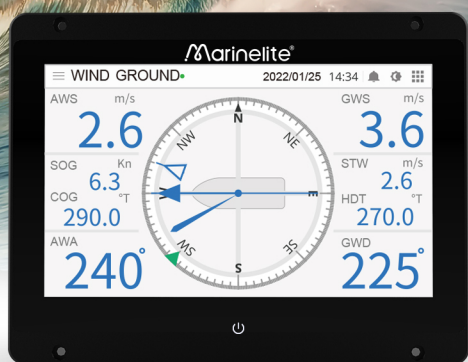 Marinelite®
WIND GROUND
2022/01/25 14:34
AWS m/s
2.6
SOG Kn
6.3
COG °T
290.0
AWA
240°
N
NE
E
SE
S
WS
W
NW
GWS m/s
3.6
STW m/s
2.6
HDT °T
270.0
GWD
225°